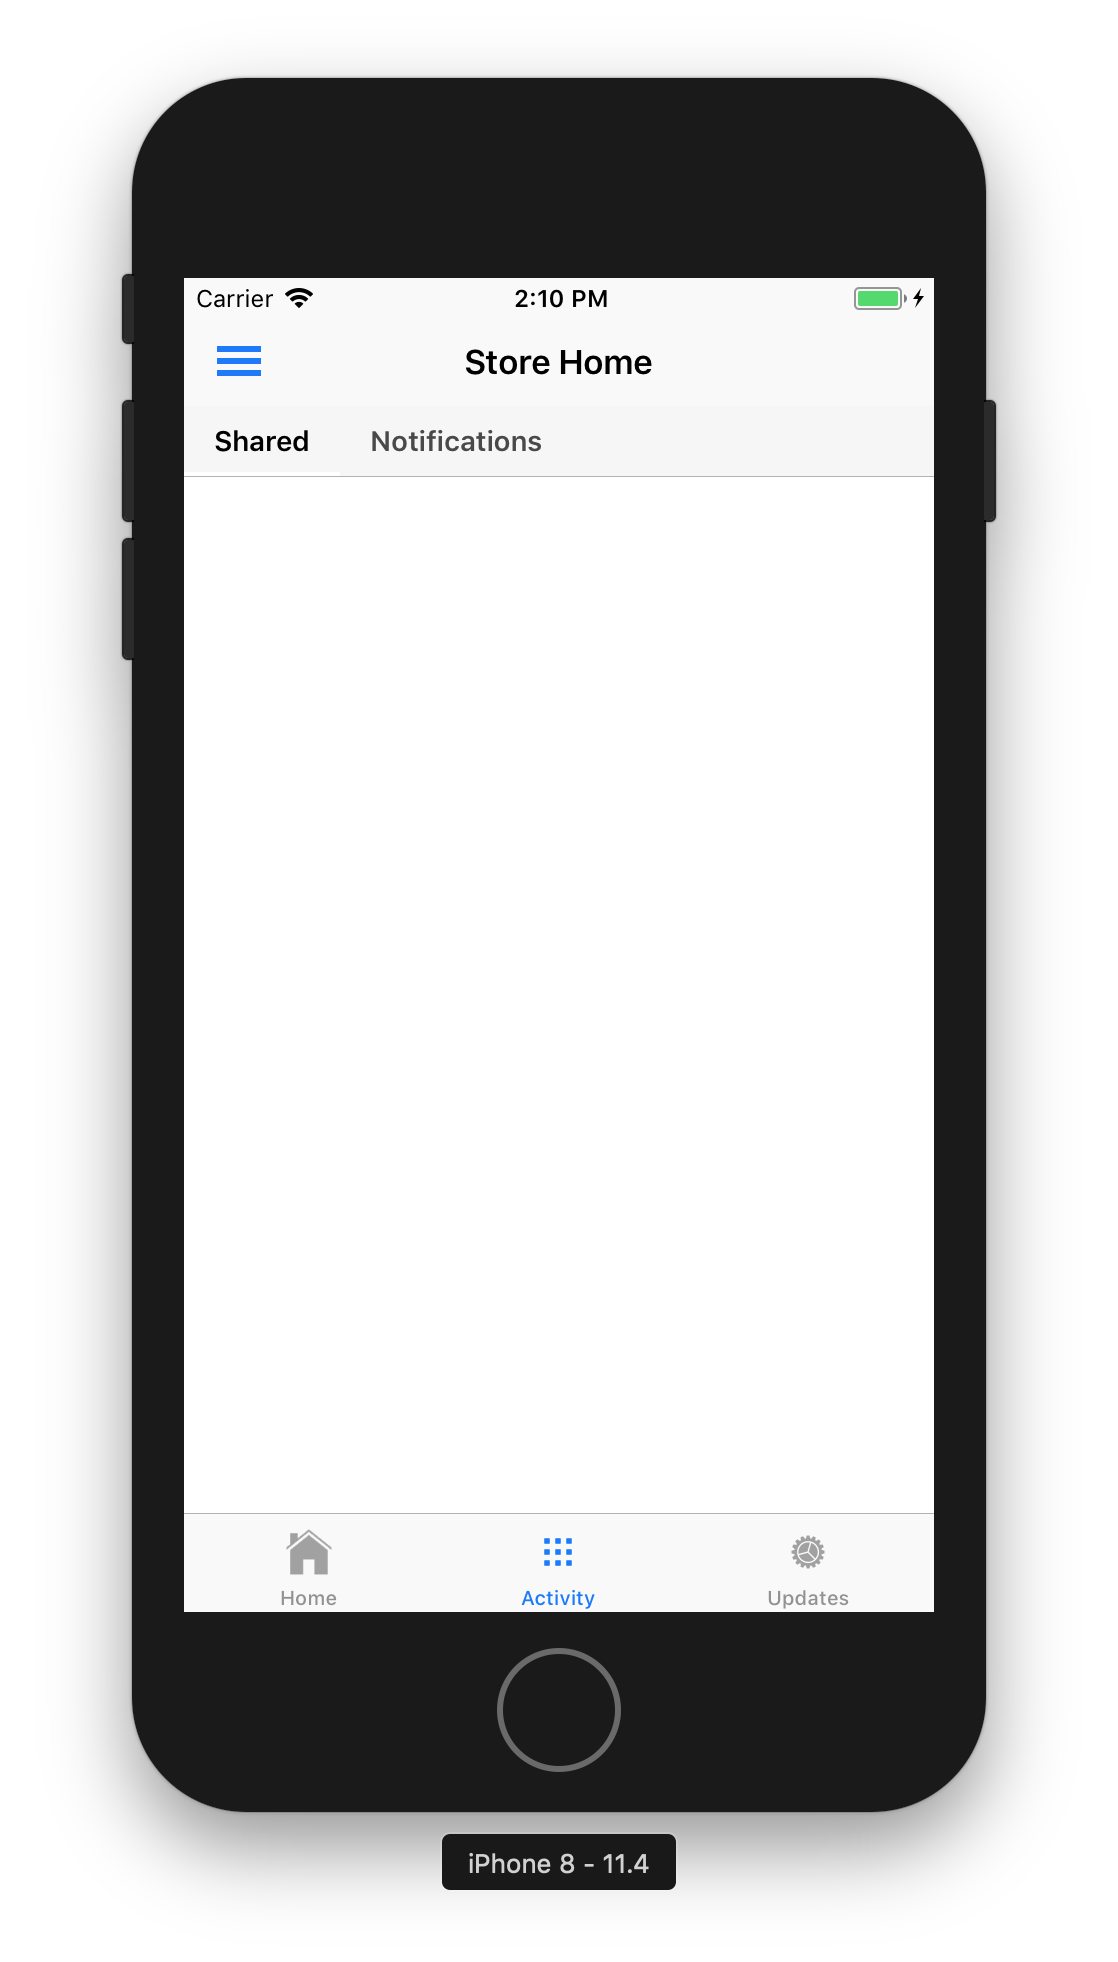 Carrier 2:10 PM
Store Home
Shared Notifications
Home Activity Updates
iPhone 8 - 11.4